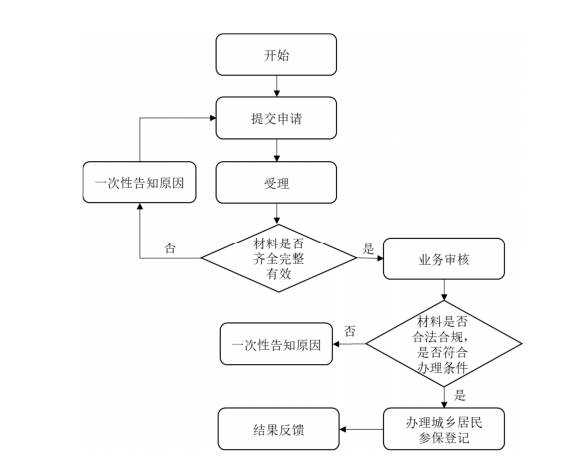 开始
提交申请
一次性告知原因
受理
否
材料是否
齐全完整
有效
是
业务审核
材料是否
合法合规,
是否符合
办理条件
否
一次性告知原因
是
办理城乡居民
参保登记
结果反馈